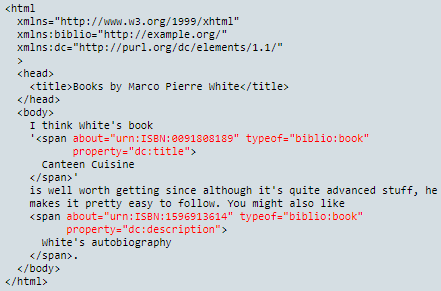 <html
xmlns="http://www.w3.org/1999/xhtml"
xmlns:biblio="http://example.org/"
xmlns:dc="http://purl.org/dc/elements/1.1/"
>
<head>
<title>Books by Marco Pierre White</title>
</head>
<body>
I think White's book
'<span about="urn:ISBN:0091808189" typeof="biblio:book"
property="dc:title">
Canteen Cuisine
</span>'
is well worth getting since although it's quite advanced stuff, he
makes it pretty easy to follow. You might also like
<span about="urn:ISBN:1596913614" typeof="biblio:book"
property="dc:description">
White's autobiography
</span>.
</body>
</html>